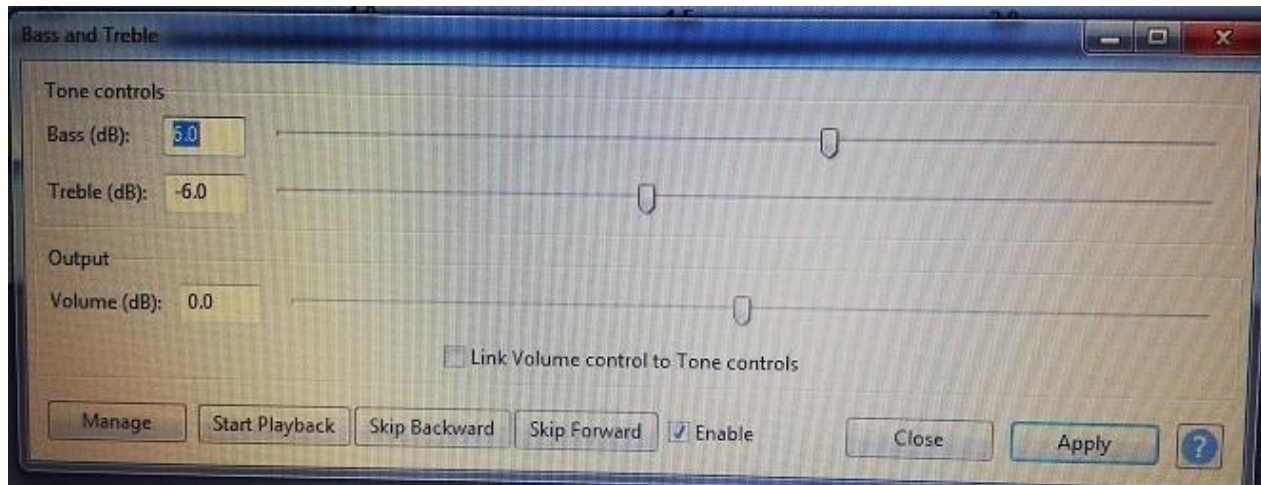 Bass and Treble
Tone controls
Bass (dB): 6.0
Treble (dB): -6.0
Output
Volume (dB): 0.0
Link Volume control to Tone controls
Manage Start Playback Skip Backward Skip Forward Enable Close Apply ?